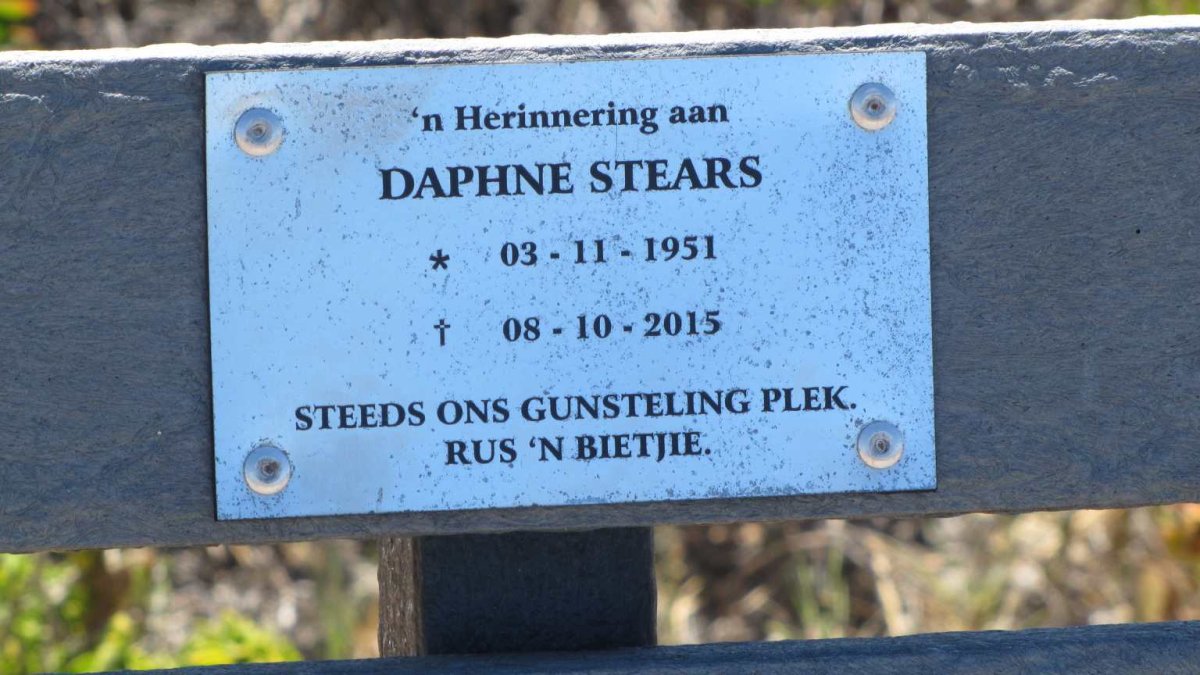 ‘n Herinnering aan
DAPHNE STEARS
* 03 - 11 - 1951
† 08 - 10 - 2015
STEEDS ONS GUNSTELING PLEK.
RUS ‘N BIETJIE.